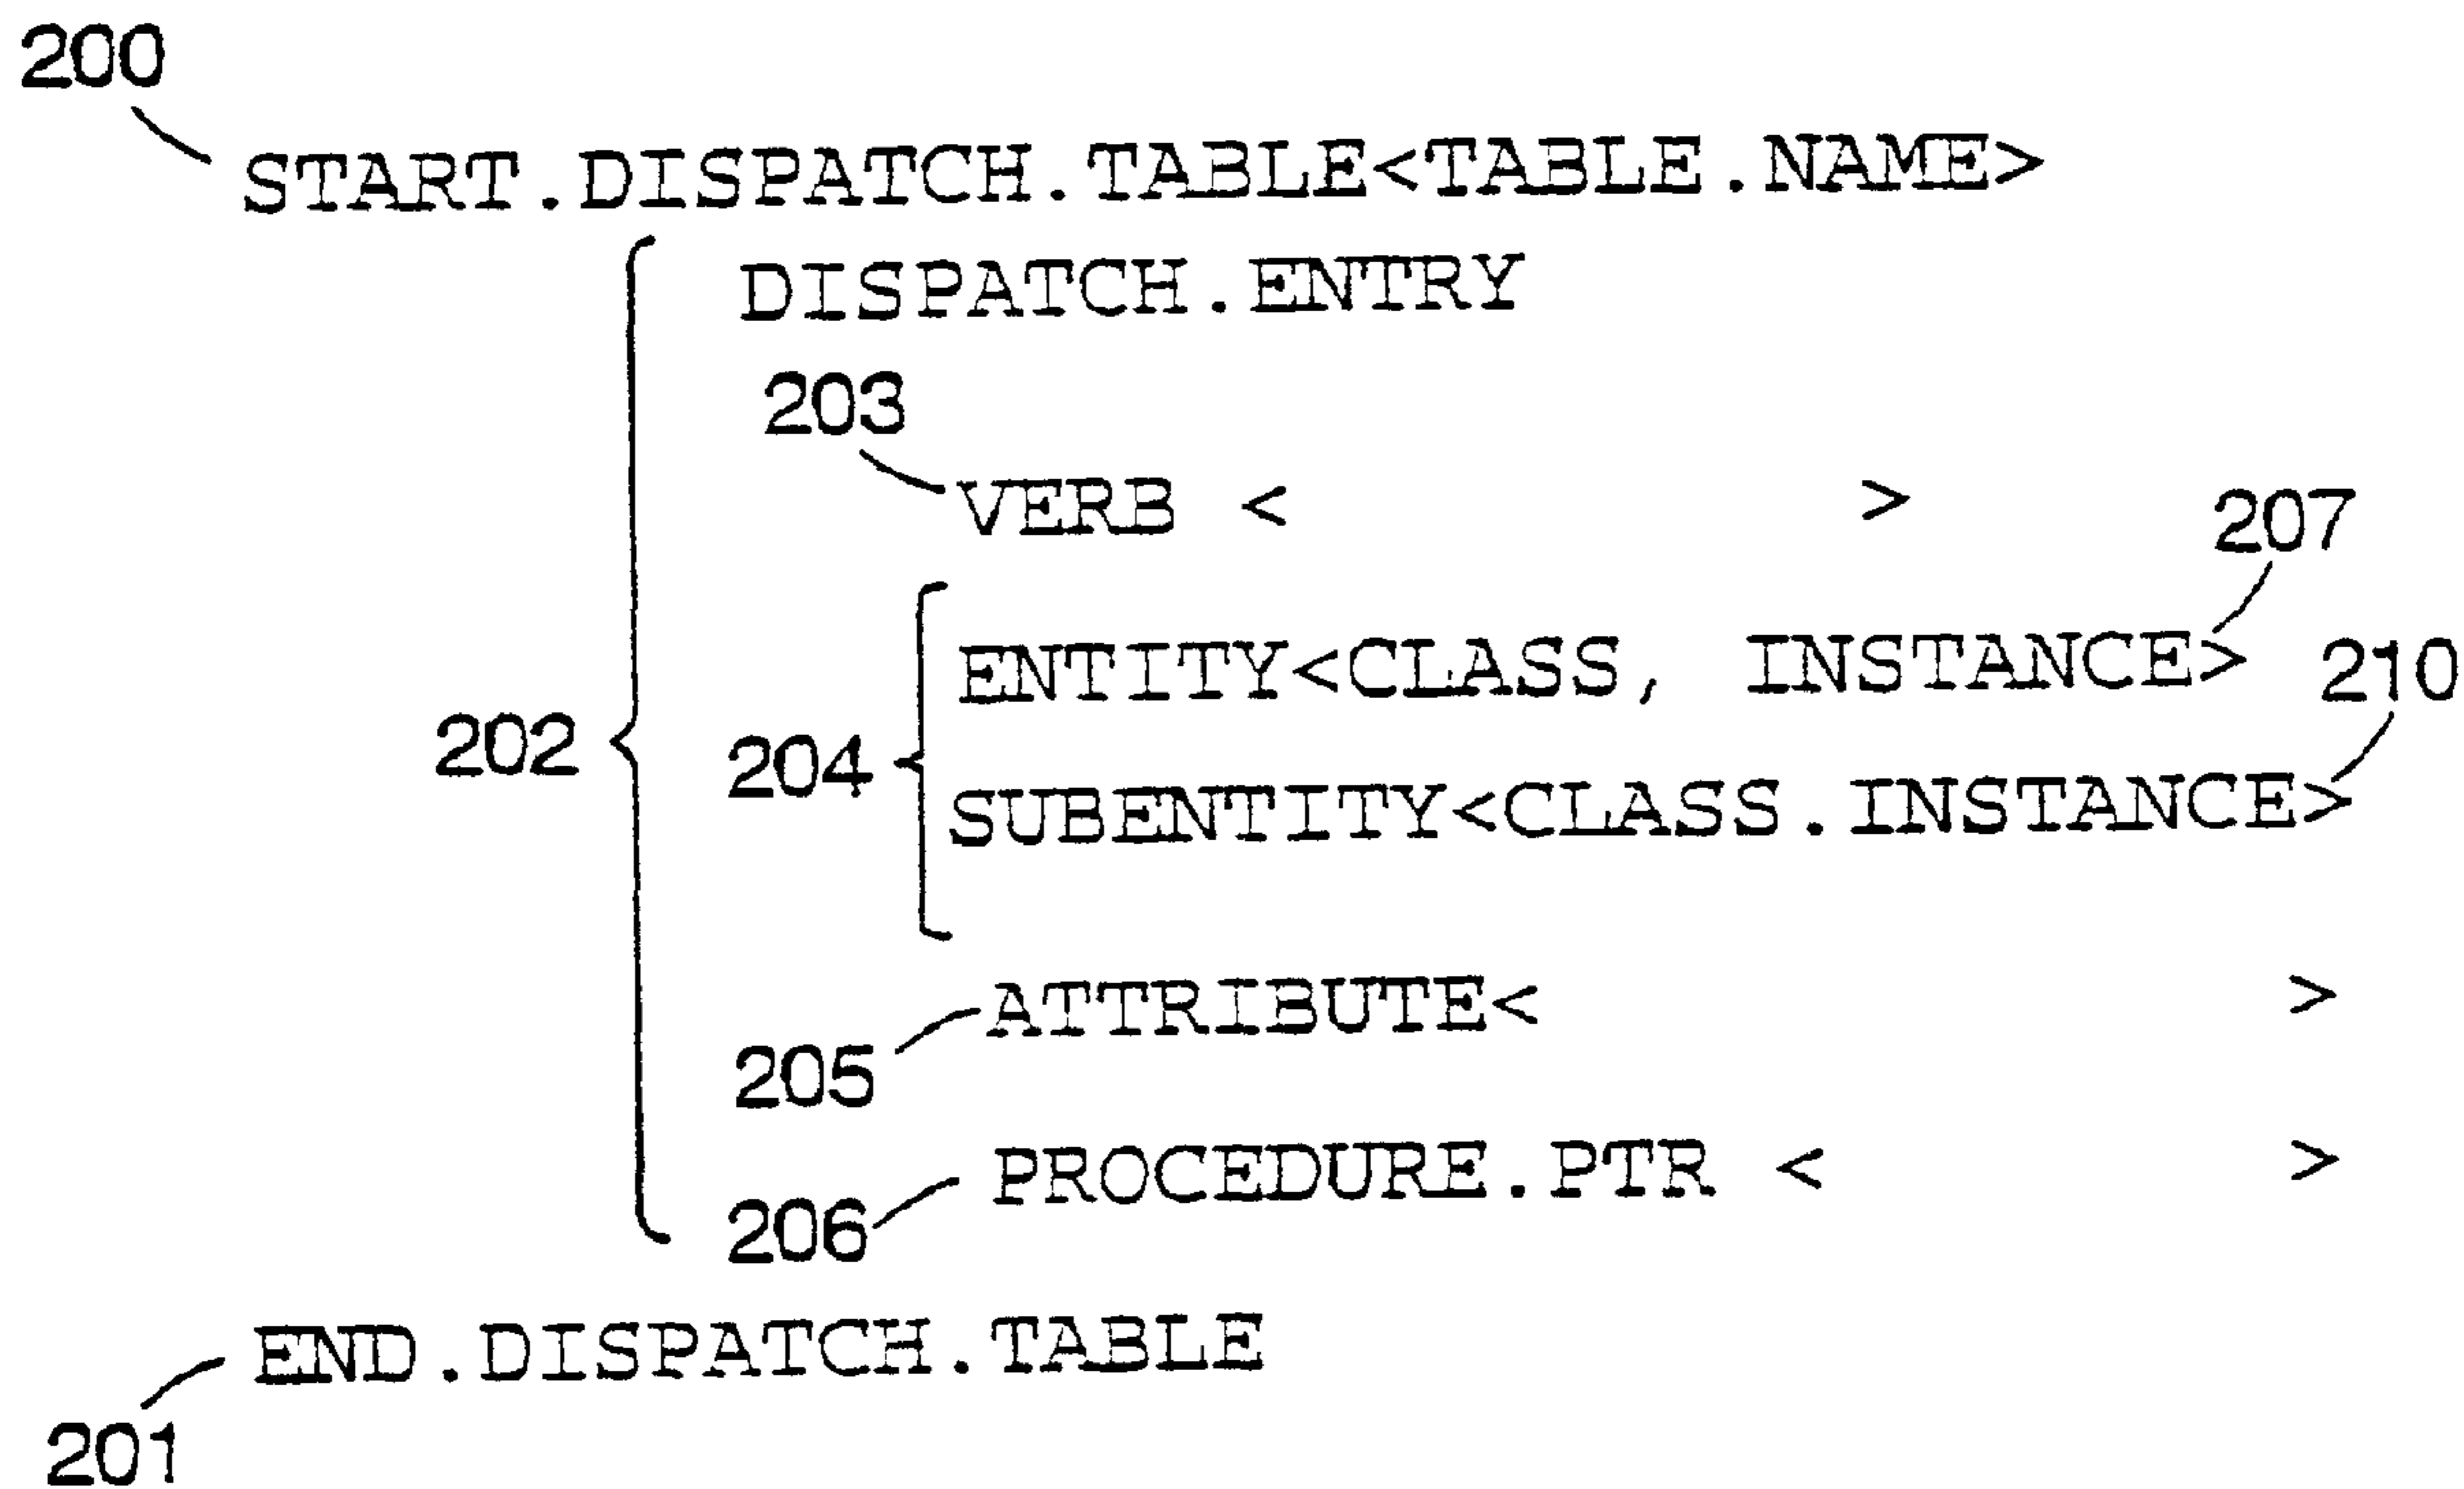 200
START.DISPATCH.TABLE<TABLE.NAME>
DISPATCH.ENTRY
203
VERB < >
207
ENTITY<CLASS, INSTANCE>
210
202
204
SUBENTITY<CLASS.INSTANCE>
ATTRIBUTE< >
205
PROCEDURE.PTR < >
206
END.DISPATCH.TABLE
201